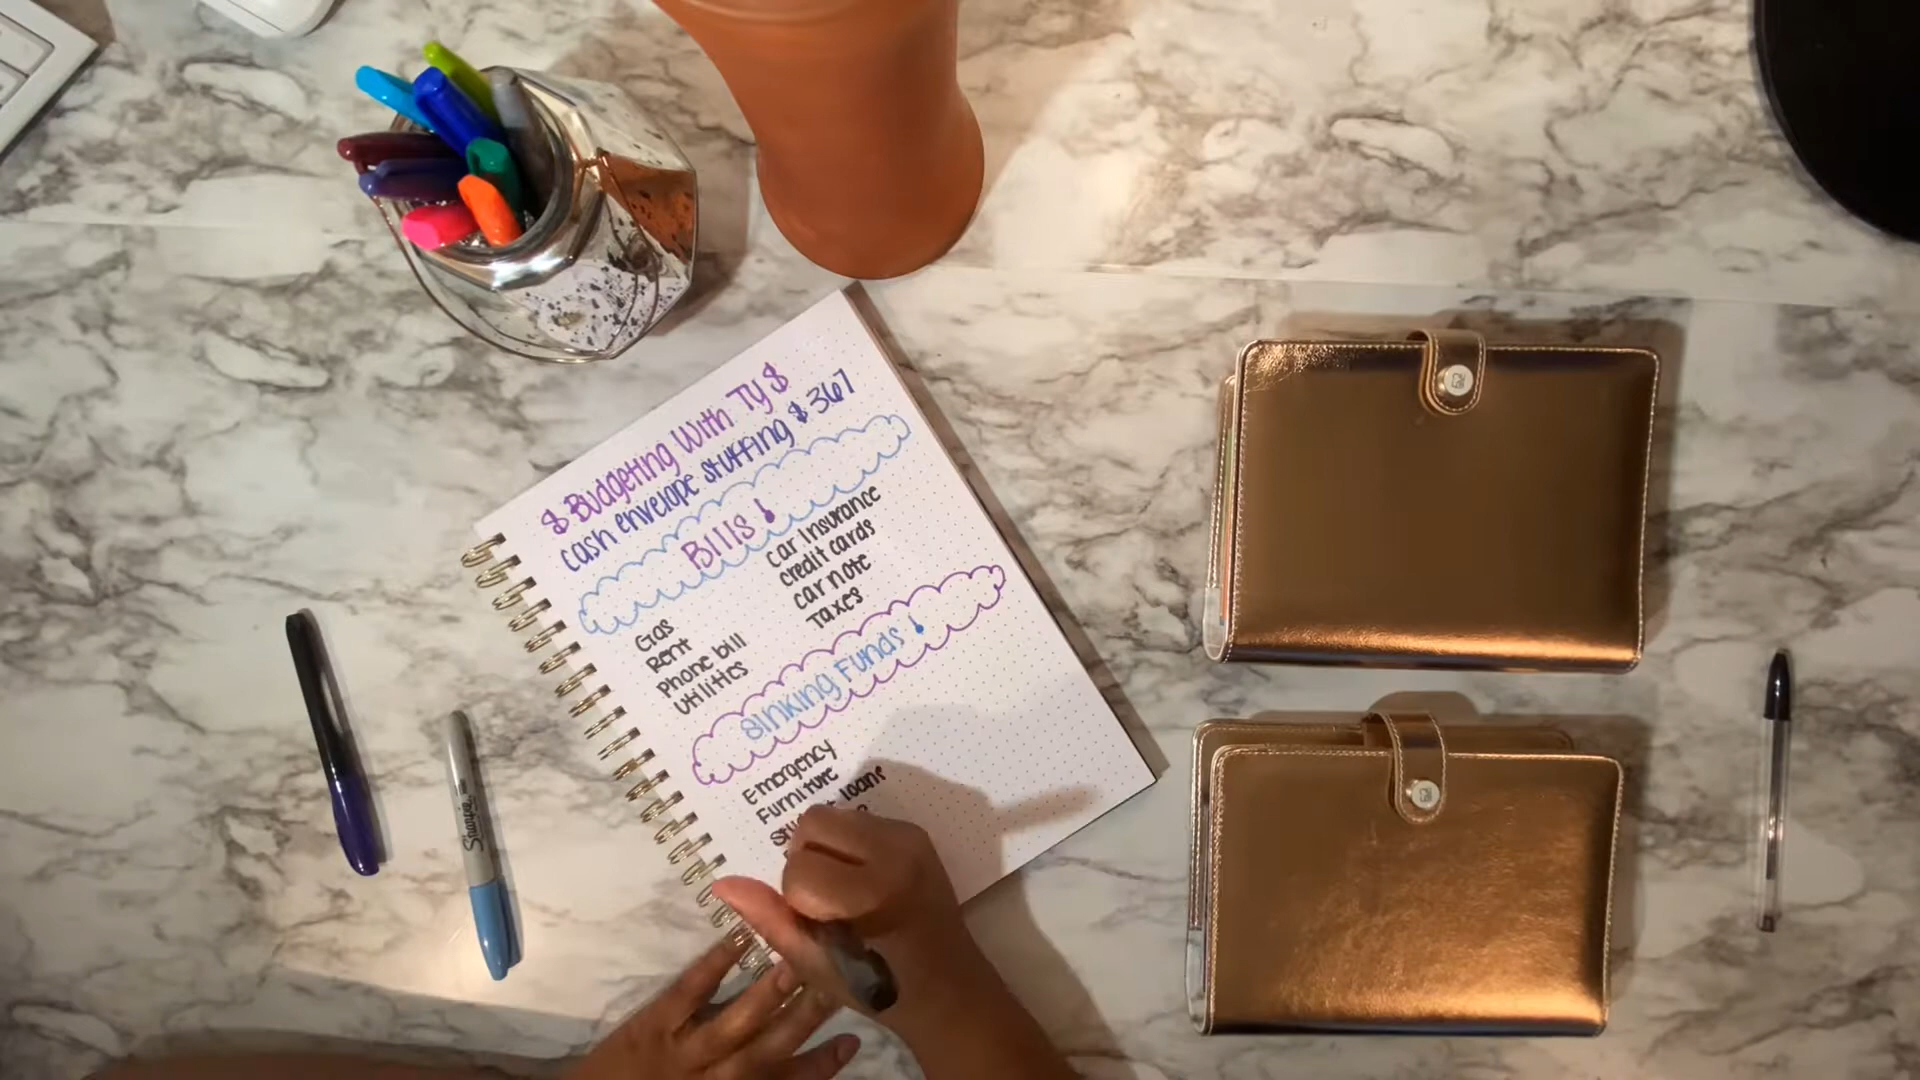 $ Budgeting With Ty $
cash envelope stuffing $ 367
Bills!
Gas
Rent
Phone bill
Utilities
car Insurance
credit cards
car note
Taxes
Sinking Funds!
Emergency
Furniture
loans
Sharpie